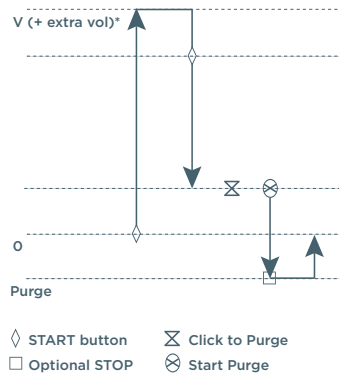 V (+ extra vol)*
0
Purge
START button
Click to Purge
Optional STOP
Start Purge